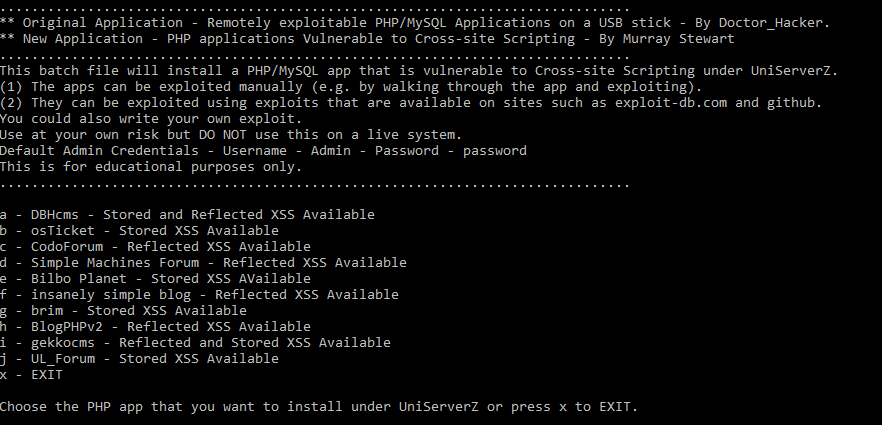 ...............................................................................
** Original Application - Remotely exploitable PHP/MySQL Applications on a USB stick - By Doctor_Hacker.
** New Application - PHP applications Vulnerable to Cross-site Scripting - By Murray Stewart
...............................................................................
This batch file will install a PHP/MySQL app that is vulnerable to Cross-site Scripting under UniServerZ.
(1) The apps can be exploited manually (e.g. by walking through the app and exploiting).
(2) They can be exploited using exploits that are available on sites such as exploit-db.com and github.
You could also write your own exploit.
Use at your own risk but DO NOT use this on a live system.
Default Admin Credentials - Username - Admin - Password - password
This is for educational purposes only.
...............................................................................
a - DBHcms - Stored and Reflected XSS Available
b - osTicket - Stored XSS Available
c - CodoForum - Reflected XSS Available
d - Simple Machines Forum - Reflected XSS Available
e - Bilbo Planet - Stored XSS AVailable
f - insanely simple blog - Reflected XSS Available
g - brim - Stored XSS Available
h - BlogPHPv2 - Reflected XSS Available
i - gekkocms - Reflected and Stored XSS Available
j - UL_Forum - Stored XSS Available
x - EXIT
Choose the PHP app that you want to install under UniServerZ or press x to EXIT.